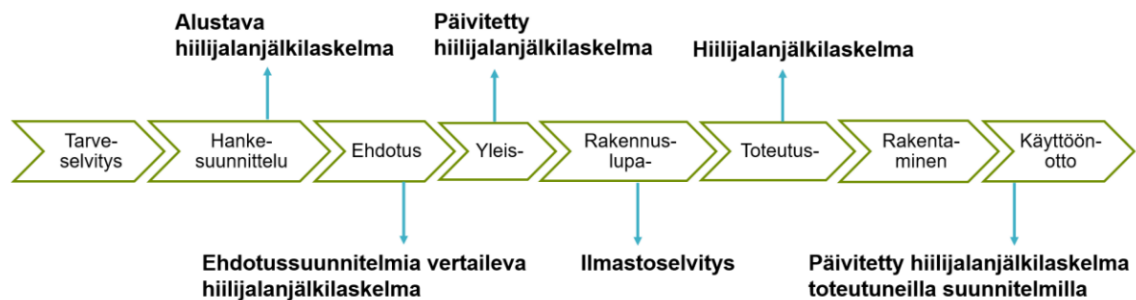 Alustava
hiilijalanjälkilaskelma
Päivitetty
hiilijalanjälkilaskelma
Hiilijalanjälkilaskelma
Tarve-
selvitys
Hanke-
suunnittelu
Ehdotus
Yleis-
Rakennus-
lupa-
Toteutus-
Rakenta-
minen
Käyttöön-
otto
Ehdotussuunnitelmia vertaileva
hiilijalanjälkilaskelma
Ilmastoselvitys
Päivitetty hiilijalanjälkilaskelma
toteutuneilla suunnitelmilla